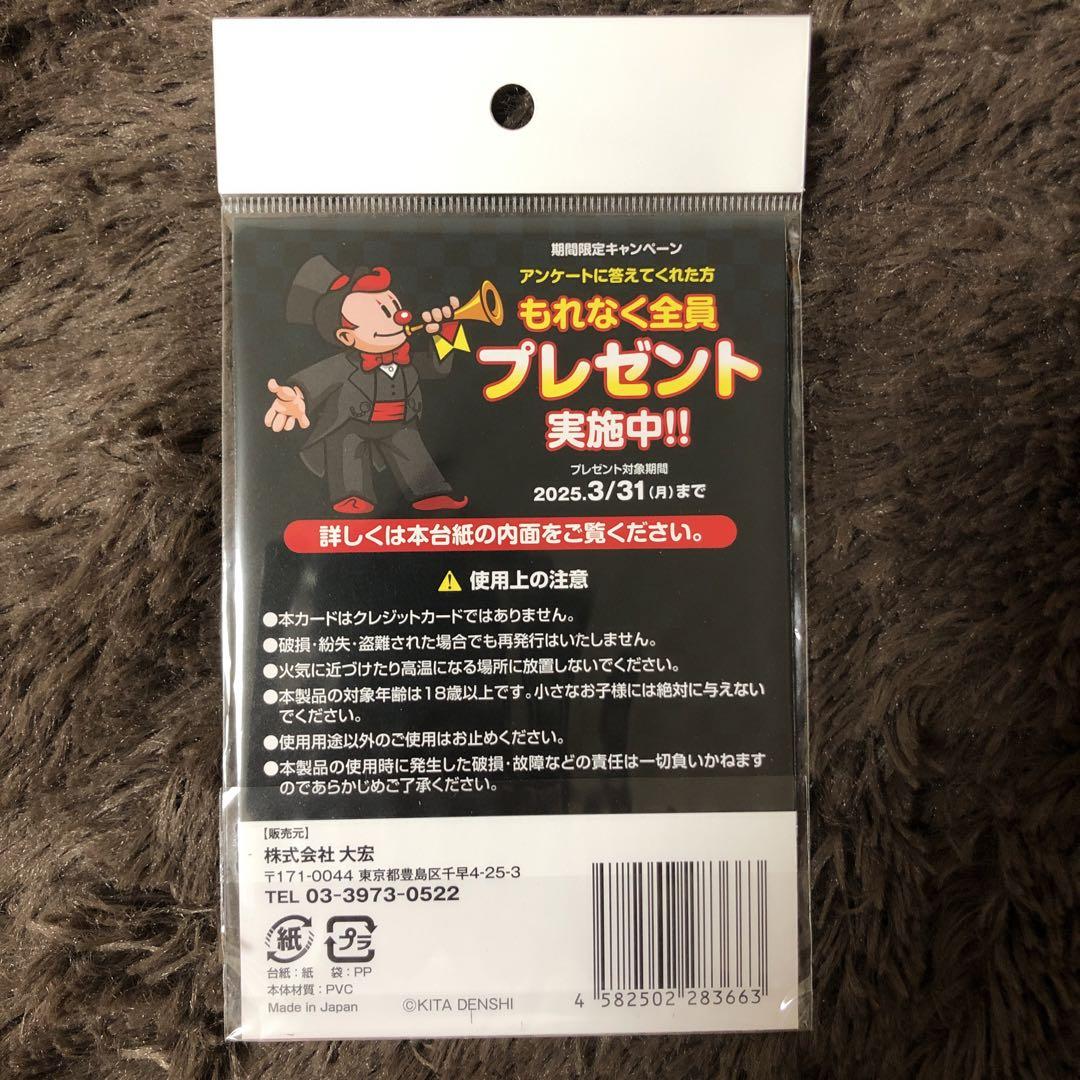 期間限定キャンペーン
アンケートに答えてくれた方
もれなく全員
プレゼント
実施中!!
プレゼント対象期間
2025.3/31(月)まで
詳しくは本台紙の内面をご覧ください。
使用上の注意
●本カードはクレジットカードではありません。
●破損・紛失・盗難された場合でも再発行はいたしません。
●火気に近づけたり高温になる場所に放置しないでください。
●本製品の対象年齢は18歳以上です。小さなお子様には絶対に与えない
でください。
●使用用途以外のご使用はお止めください。
●本製品の使用時に発生した破損・故障などの責任は一切負いかねます
のであらかじめご了承ください。
【販売元】
株式会社 大宏
〒171-0044 東京都豊島区千早4-25-3
TEL 03-3973-0522
紙 プラ
台紙：紙 袋：PP
本体材質：PVC
Made in Japan
©KITA DENSHI
4 582502 283663